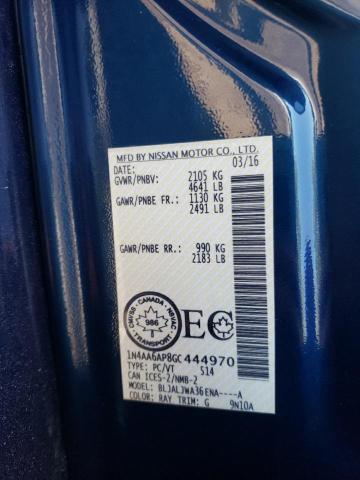 MFD BY NISSAN MOTOR CO., LTD.
DATE: 03/16
GVWR/PNBV: 2105 KG
4641 LB
GAWR/PNBE FR.: 1130 KG
2491 LB
GAWR/PNBE RR.: 990 KG
2183 LB
CANADA
CMVSS NSVAC
986
TRANSPORT
EC
1N4AA6AP8GC444970
TYPE: PC/VT 514
CAN ICES-2/NMB-2
MODEL: BLJALJWA36ENA----A
COLOR: RAY TRIM: G 9N10A